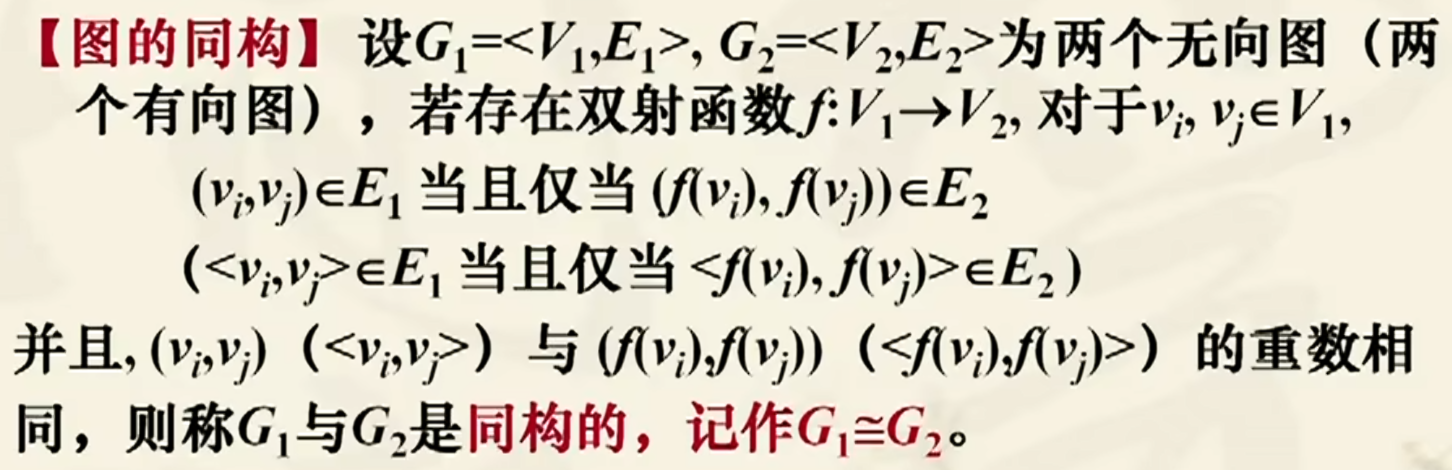 【图的同构】 设G₁=<V₁,E₁>, G₂=<V₂,E₂>为两个无向图（两
个有向图），若存在双射函数f:V₁→V₂, 对于vᵢ, vⱼ∈V₁,
(vᵢ,vⱼ)∈E₁ 当且仅当 (f(vᵢ), f(vⱼ))∈E₂
(<vᵢ,vⱼ>∈E₁ 当且仅当 <f(vᵢ), f(vⱼ)>∈E₂ )
并且, (vᵢ,vⱼ)（<vᵢ,vⱼ>）与 (f(vᵢ),f(vⱼ))（<f(vᵢ),f(vⱼ)>）的重数相
同，则称G₁与G₂是同构的，记作G₁≅G₂。